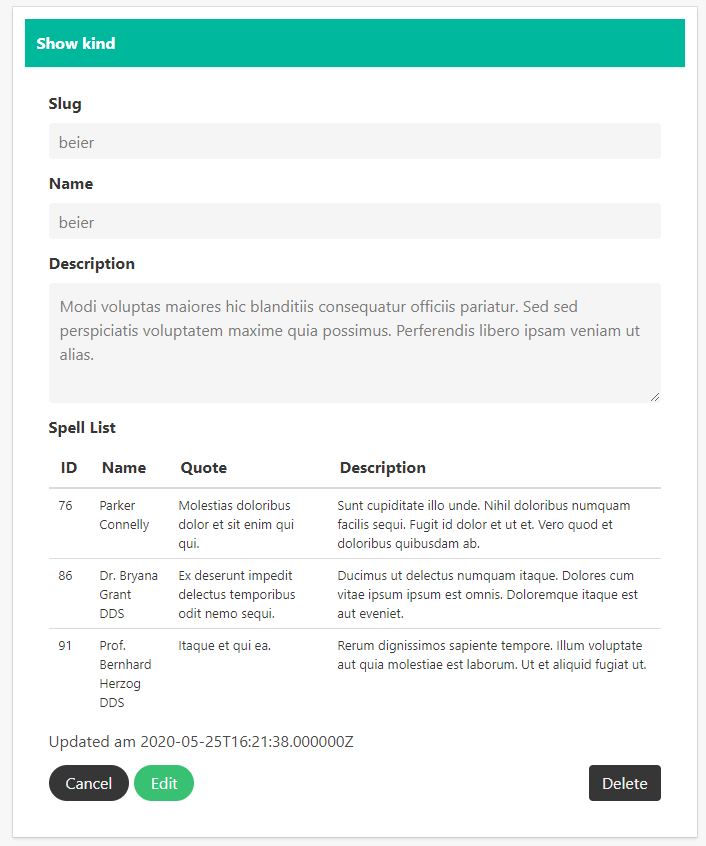 Show kind
Slug
beier
Name
beier
Description
Modi voluptas maiores hic blanditiis consequatur officiis pariatur. Sed sed
perspiciatis voluptatem maxime quia possimus. Perferendis libero ipsam veniam ut
alias.
Spell List
ID Name Quote Description
76 Parker Molestias doloribus Sunt cupiditate illo unde. Nihil doloribus numquam
Connelly dolor et sit enim qui facilis sequi. Fugit id dolor et ut et. Vero quod et
qui. doloribus quibusdam ab.
86 Dr. Bryana Ex deserunt impedit Ducimus ut delectus numquam itaque. Dolores cum
Grant delectus temporibus vitae ipsum ipsum est omnis. Doloremque itaque est
DDS odit nemo sequi. aut eveniet.
91 Prof. Itaque et qui ea. Rerum dignissimos sapiente tempore. Illum voluptate
Bernhard aut quia molestiae est laborum. Ut et aliquid fugiat ut.
Herzog
DDS
Updated am 2020-05-25T16:21:38.000000Z
Cancel Edit Delete